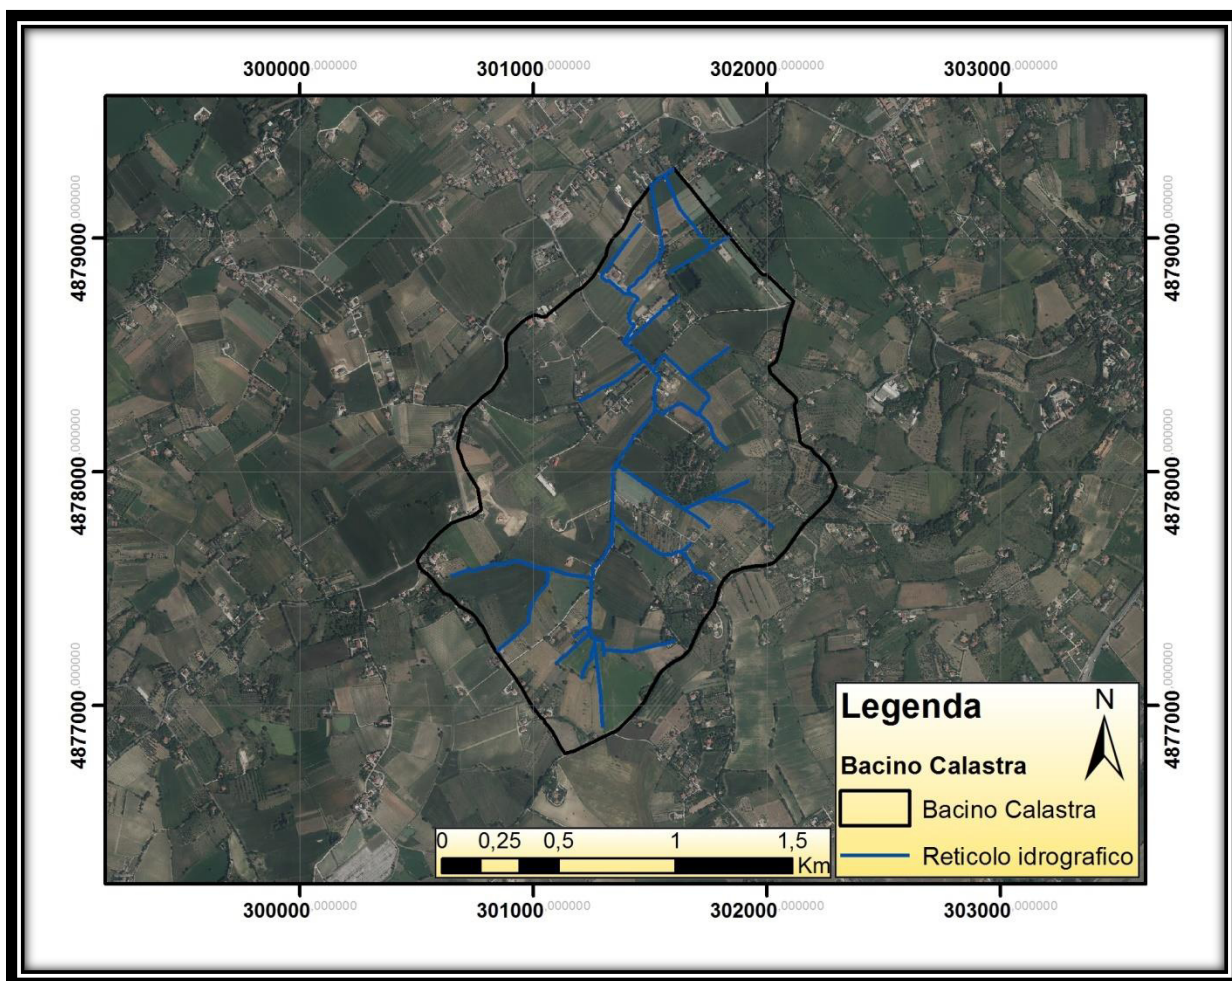 300000,000000 301000,000000 302000,000000 303000,000000
4879000,000000 4879000,000000
4878000,000000 4878000,000000
4877000,000000 4877000,000000
Legenda
N
Bacino Calastra
Bacino Calastra
Reticolo idrografico
0 0,25 0,5 1 1,5
Km
300000,000000 301000,000000 302000,000000 303000,000000